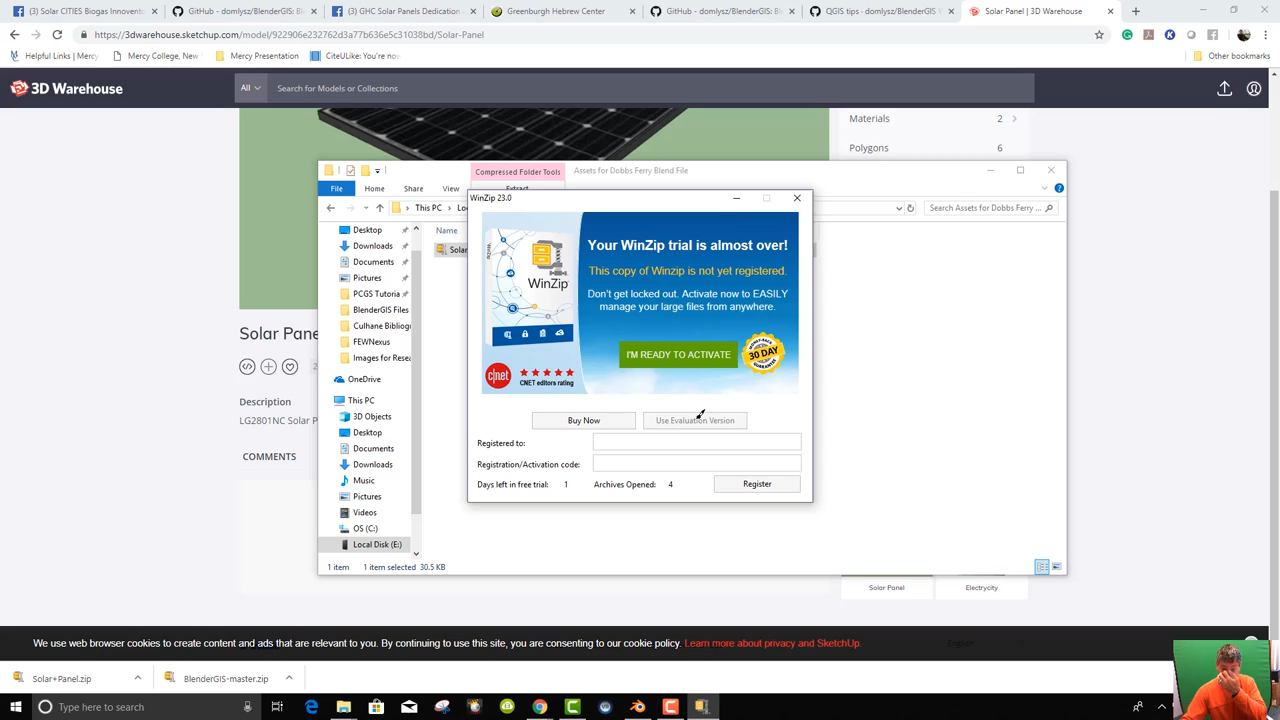 (3) Solar CITIES Biogas Innovento
GitHub - domlysz/BlenderGIS: Bl
(3) GHC Solar Panels Dedication -
Greenburgh Hebrew Center
GitHub - domlysz/BlenderGIS: Bl
QGIS tips · domlysz/BlenderGIS W
Solar Panel | 3D Warehouse
https://3dwarehouse.sketchup.com/model/922906e232762d3a77b636e5c31038bd/Solar-Panel
Helpful Links | Mercy
Mercy College, New
Mercy Presentation
CiteULike: You're now
Other bookmarks
3D Warehouse
All
Search for Models or Collections
Materials 2
Polygons 6
Compressed Folder Tools
Assets for Dobbs Ferry Blend File
File
Home
Share
View
Extract
This PC
Search Assets for Dobbs Ferry ...
WinZip 23.0
Your WinZip trial is almost over!
This copy of Winzip is not yet registered.
Don't get locked out. Activate now to EASILY
manage your large files from anywhere.
WinZip
I'M READY TO ACTIVATE
MONEY-BACK
30 DAY
GUARANTEE
c|net
CNET editors rating
Buy Now
Use Evaluation Version
Registered to:
Registration/Activation code:
Days left in free trial: 1
Archives Opened: 4
Register
Name
Solar
Desktop
Downloads
Documents
Pictures
PCGS Tutoria
BlenderGIS Files
Culhane Bibliog
FEWNexus
Images for Resea
OneDrive
This PC
3D Objects
Desktop
Documents
Downloads
Music
Pictures
Videos
OS (C:)
Local Disk (E:)
1 item
1 item selected 30.5 KB
Solar Pane
Description
LG2801NC Solar P
COMMENTS
Solar Panel
Electrycity
We use web browser cookies to create content and ads that are relevant to you. By continuing to use this site, you are consenting to our cookie policy. Learn more about privacy and SketchUp.
English
Solar+Panel.zip
BlenderGIS-master.zip
Type here to search